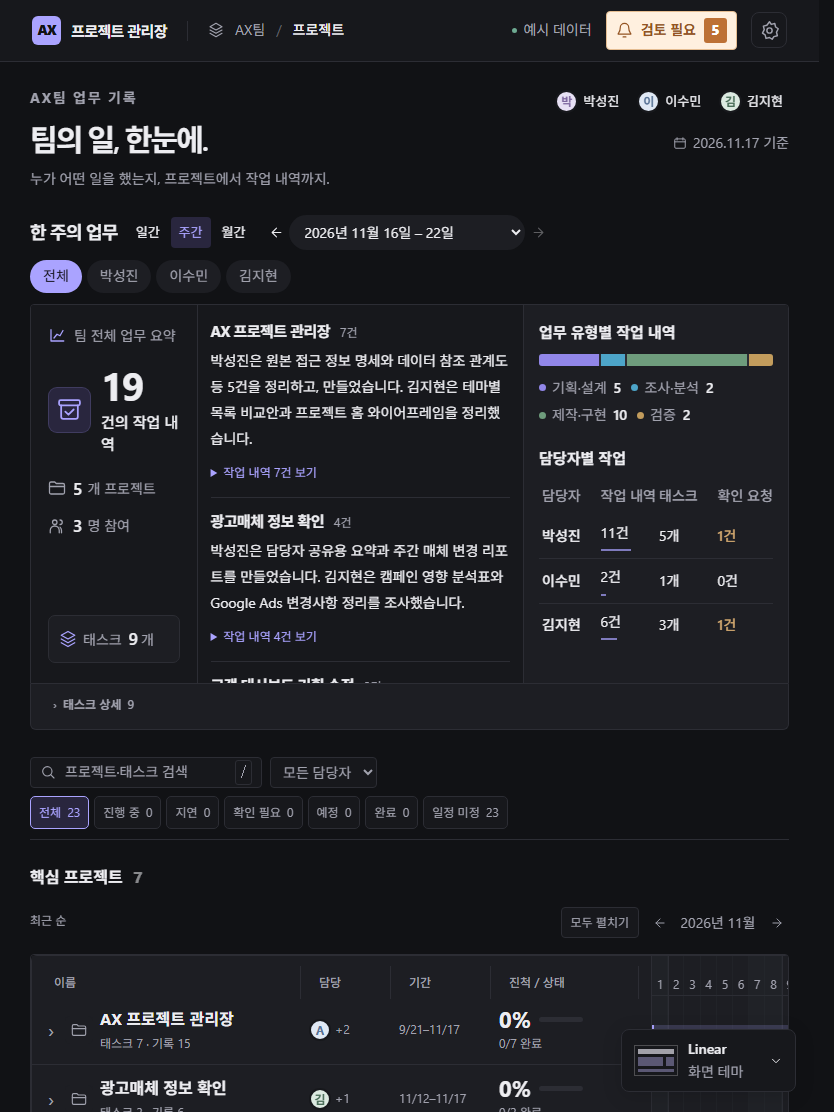 AX 프로젝트 관리장 AX팀 / 프로젝트 예시 데이터 검토 필요 5
AX팀 업무 기록
박 박성진 이 이수민 김 김지현
팀의 일, 한눈에.
2026.11.17 기준
누가 어떤 일을 했는지, 프로젝트에서 작업 내역까지.
한 주의 업무 일간 주간 월간 ← 2026년 11월 16일 – 22일 →
전체 박성진 이수민 김지현
팀 전체 업무 요약
19
건의 작업 내
역
5 개 프로젝트
3 명 참여
태스크 9 개
AX 프로젝트 관리장 7건
박성진은 원본 접근 정보 명세와 데이터 참조 관계도
등 5건을 정리하고, 만들었습니다. 김지현은 테마별
목록 비교안과 프로젝트 홈 와이어프레임을 정리했
습니다.
▶ 작업 내역 7건 보기
광고매체 정보 확인 4건
박성진은 담당자 공유용 요약과 주간 매체 변경 리포
트를 만들었습니다. 김지현은 캠페인 영향 분석표와
Google Ads 변경사항 정리를 조사했습니다.
▶ 작업 내역 4건 보기
업무 유형별 작업 내역
기획·설계 5 조사·분석 2
제작·구현 10 검증 2
담당자별 작업
담당자 작업 내역 태스크 확인 요청
박성진 11건 5개 1건
이수민 2건 1개 0건
김지현 6건 3개 1건
› 태스크 상세 9
프로젝트·태스크 검색 / 모든 담당자
전체 23 진행 중 0 지연 0 확인 필요 0 예정 0 완료 0 일정 미정 23
핵심 프로젝트 7
최근 순 모두 펼치기 ← 2026년 11월 →
이름 담당 기간 진척 / 상태 1 2 3 4 5 6 7 8
AX 프로젝트 관리장
태스크 7 · 기록 15
A +2 9/21–11/17 0%
0/7 완료
광고매체 정보 확인
김 +1 11/12–11/17 0%
Linear
화면 테마